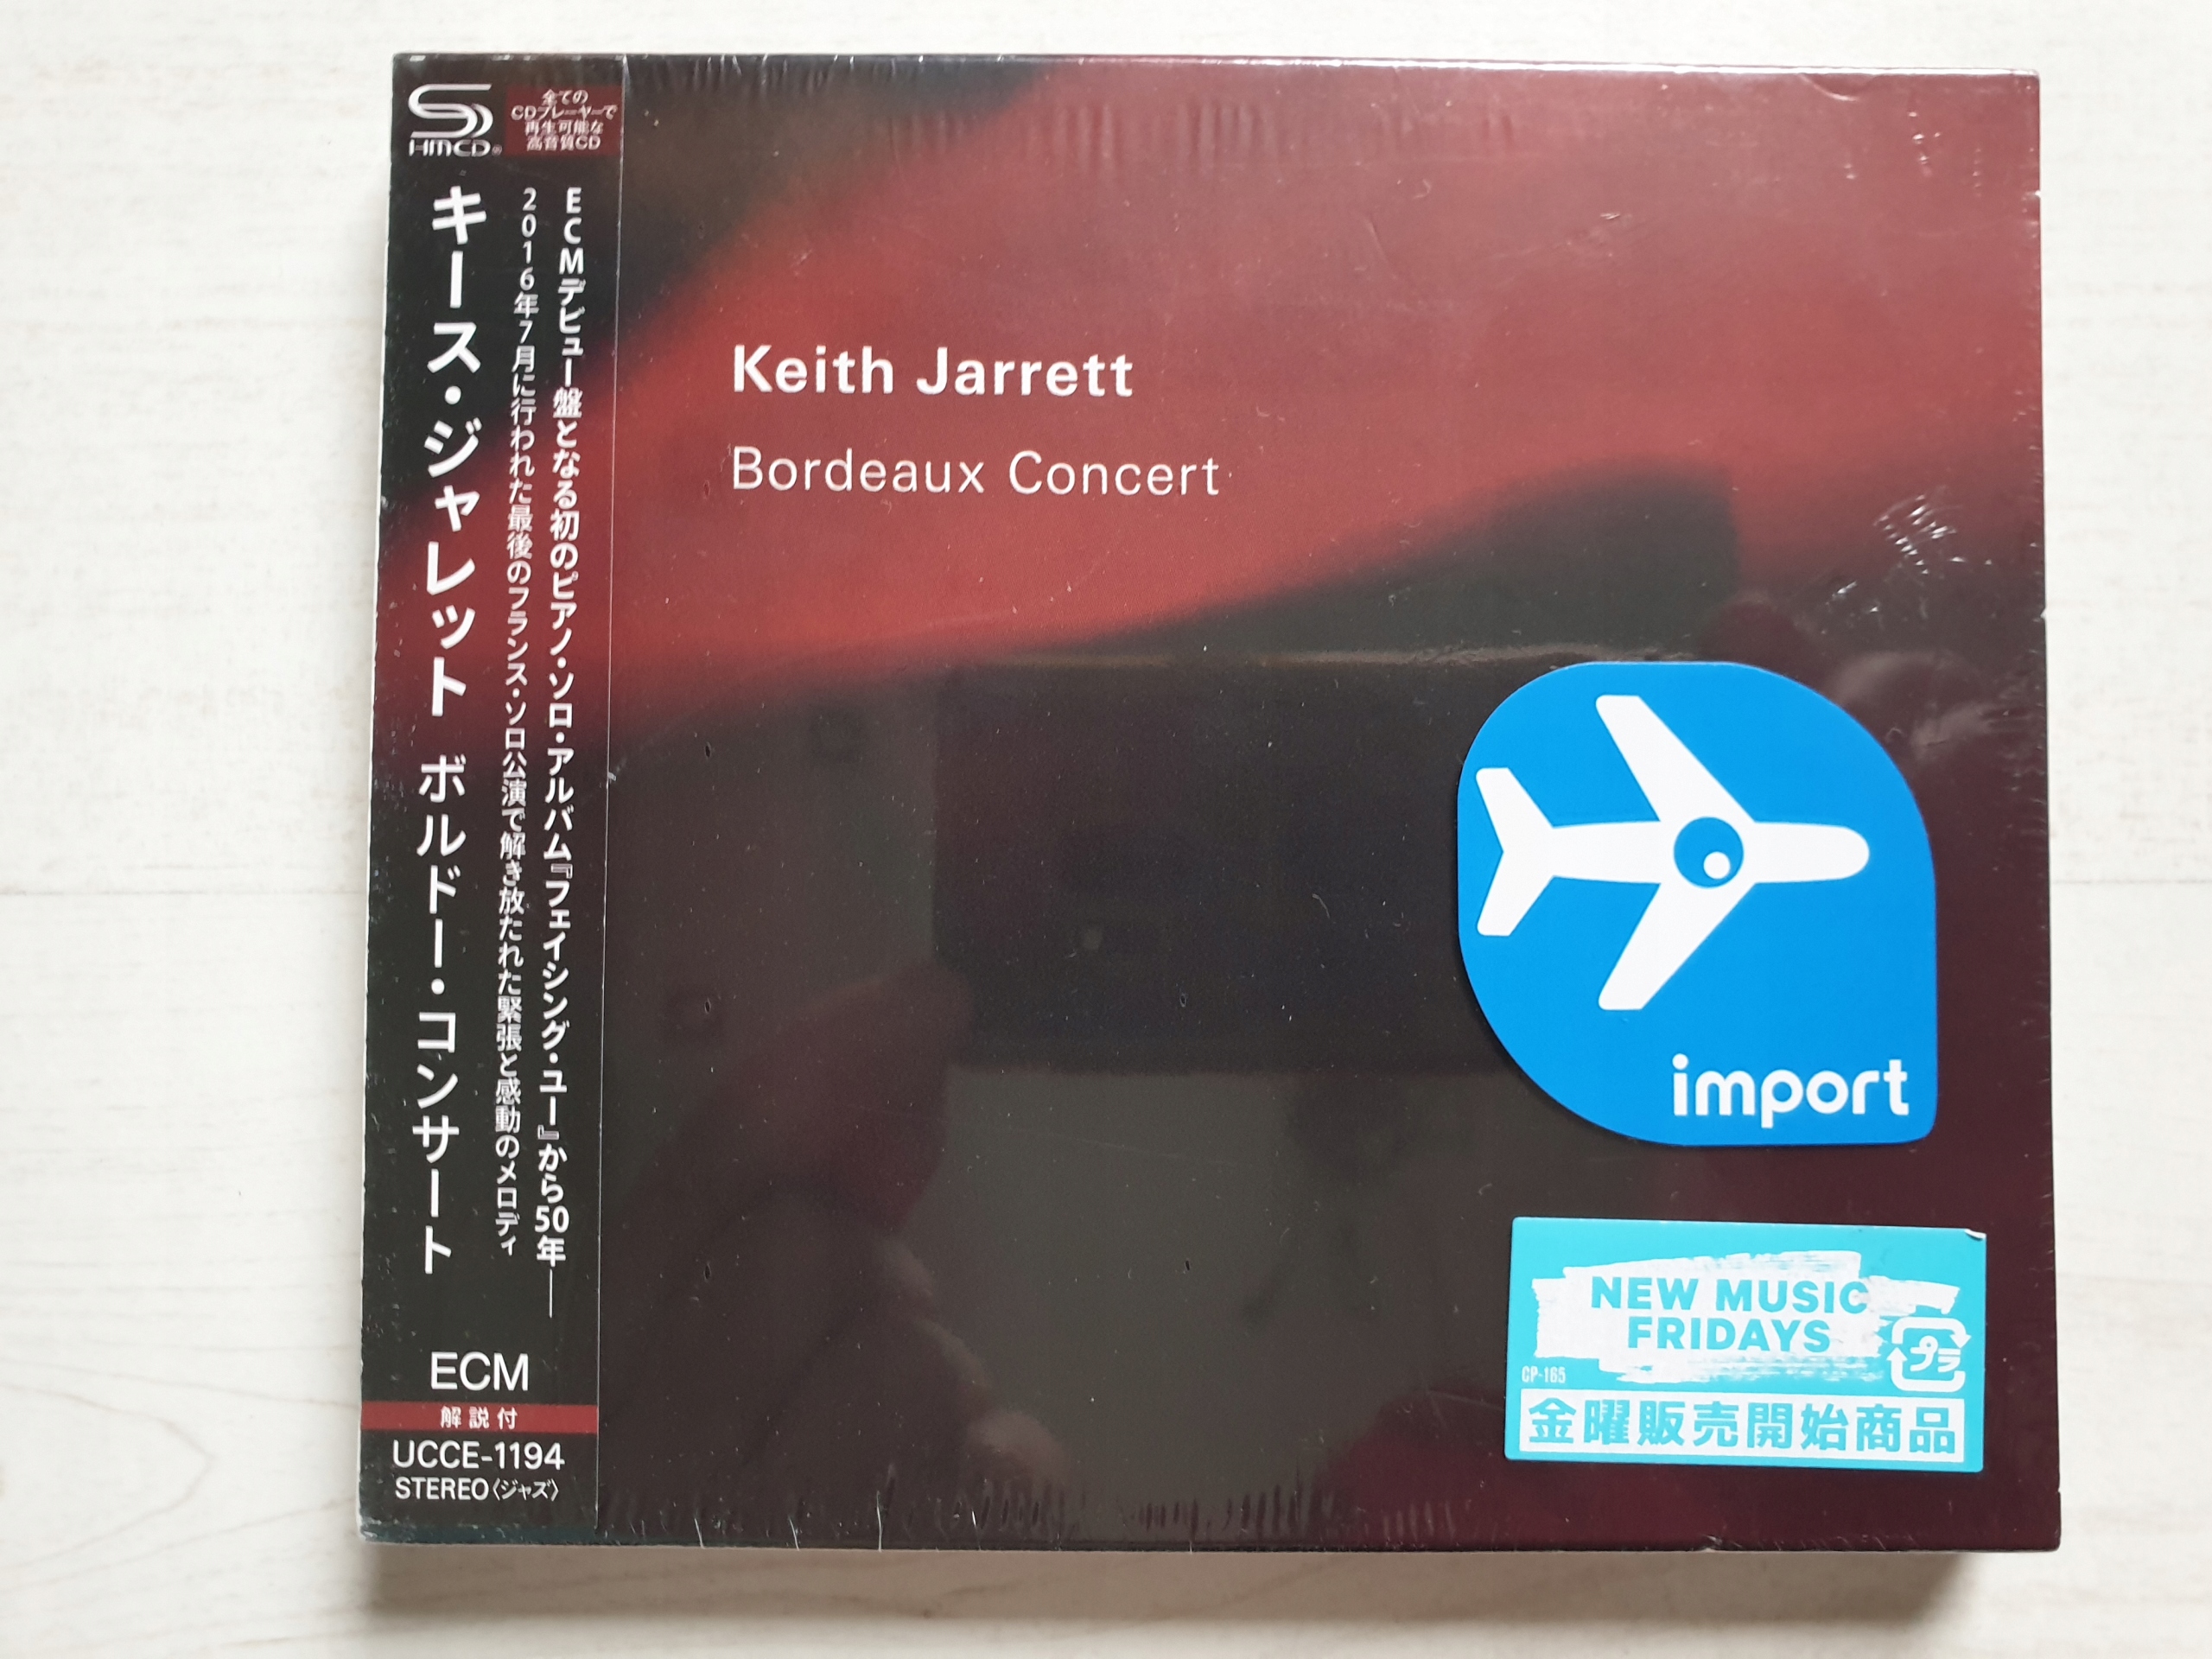 SHM-CD®
全ての
CDプレーヤーで
再生可能な
高音質CD
ECMデビュー盤となる初のピアノ・ソロ・アルバム『フェイシング・ユー』から50年――
2016年7月に行われた最後のフランス・ソロ公演で解き放たれた緊張と感動のメロディ
キース・ジャレット ボルドー・コンサート
ECM
解説付
UCCE-1194
STEREO〈ジャズ〉
Keith Jarrett
Bordeaux Concert
import
NEW MUSIC
FRIDAYS
プラ
CP-165
金曜販売開始商品